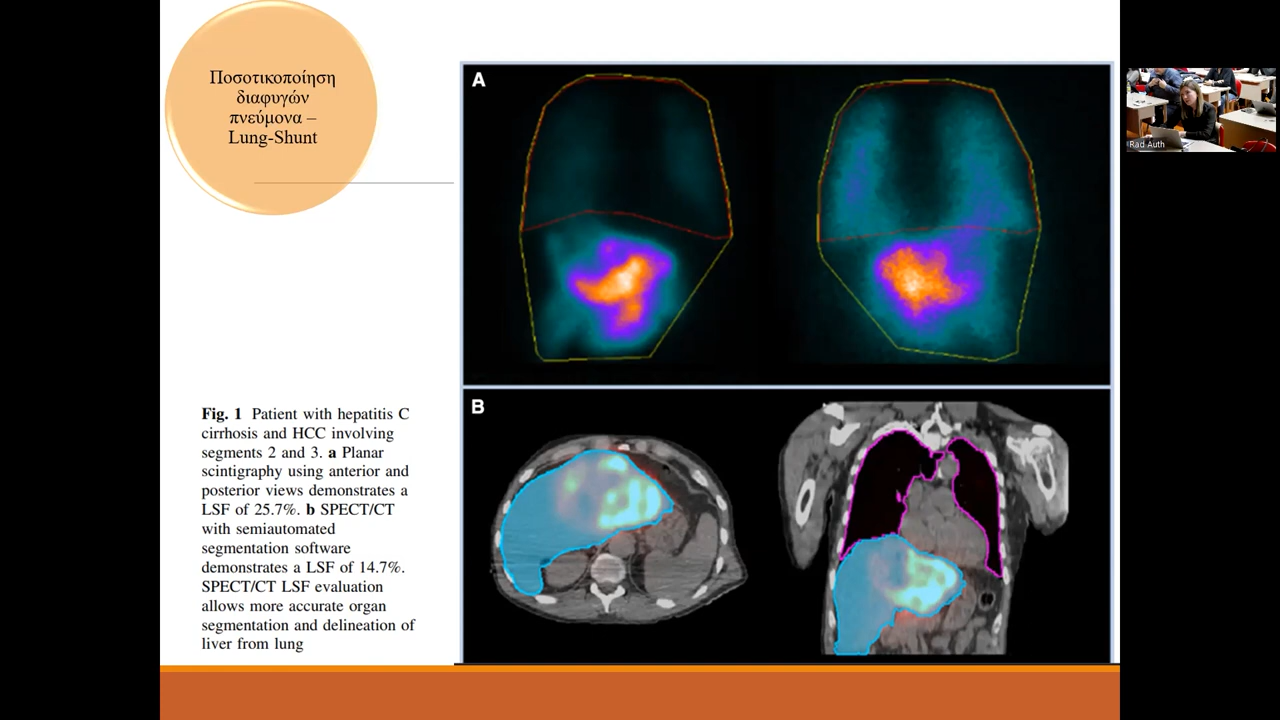 Ποσοτικοποίηση
διαφυγών
πνεύμονα –
Lung-Shunt
A
Rad Auth
B
Fig. 1 Patient with hepatitis C
cirrhosis and HCC involving
segments 2 and 3. a Planar
scintigraphy using anterior and
posterior views demonstrates a
LSF of 25.7%. b SPECT/CT
with semiautomated
segmentation software
demonstrates a LSF of 14.7%.
SPECT/CT LSF evaluation
allows more accurate organ
segmentation and delineation of
liver from lung